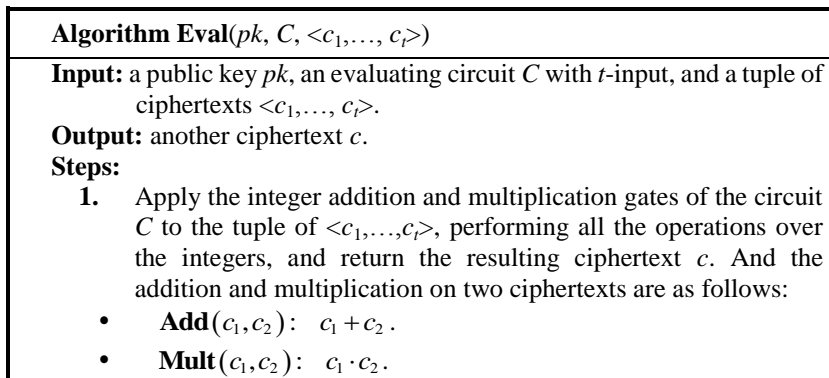 Algorithm Eval(pk, C, <c1,…, ct>)
Input: a public key pk, an evaluating circuit C with t-input, and a tuple of
ciphertexts <c1,…, ct>.
Output: another ciphertext c.
Steps:
1. Apply the integer addition and multiplication gates of the circuit
C to the tuple of <c1,…,ct>, performing all the operations over
the integers, and return the resulting ciphertext c. And the
addition and multiplication on two ciphertexts are as follows:
• Add(c1,c2): c1+c2.
• Mult(c1,c2): c1·c2.